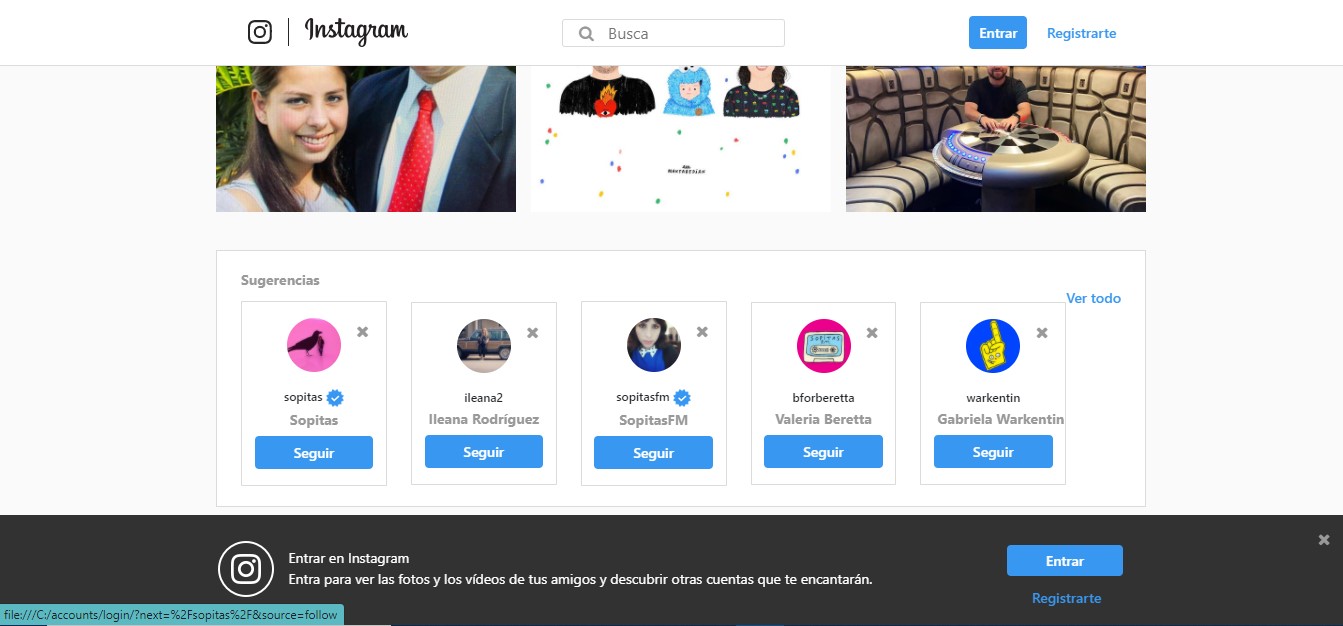 Instagram
Busca
Entrar
Registrarte
Sugerencias
Ver todo
sopitas
Sopitas
Seguir
ileana2
Ileana Rodríguez
Seguir
sopitasfm
SopitasFM
Seguir
SOPITAS
bforberetta
Valeria Beretta
Seguir
warkentin
Gabriela Warkentin
Seguir
Entrar en Instagram
Entra para ver las fotos y los vídeos de tus amigos y descubrir otras cuentas que te encantarán.
Entrar
Registrarte
file:///C:/accounts/login/?next=%2Fsopitas%2F&source=follow